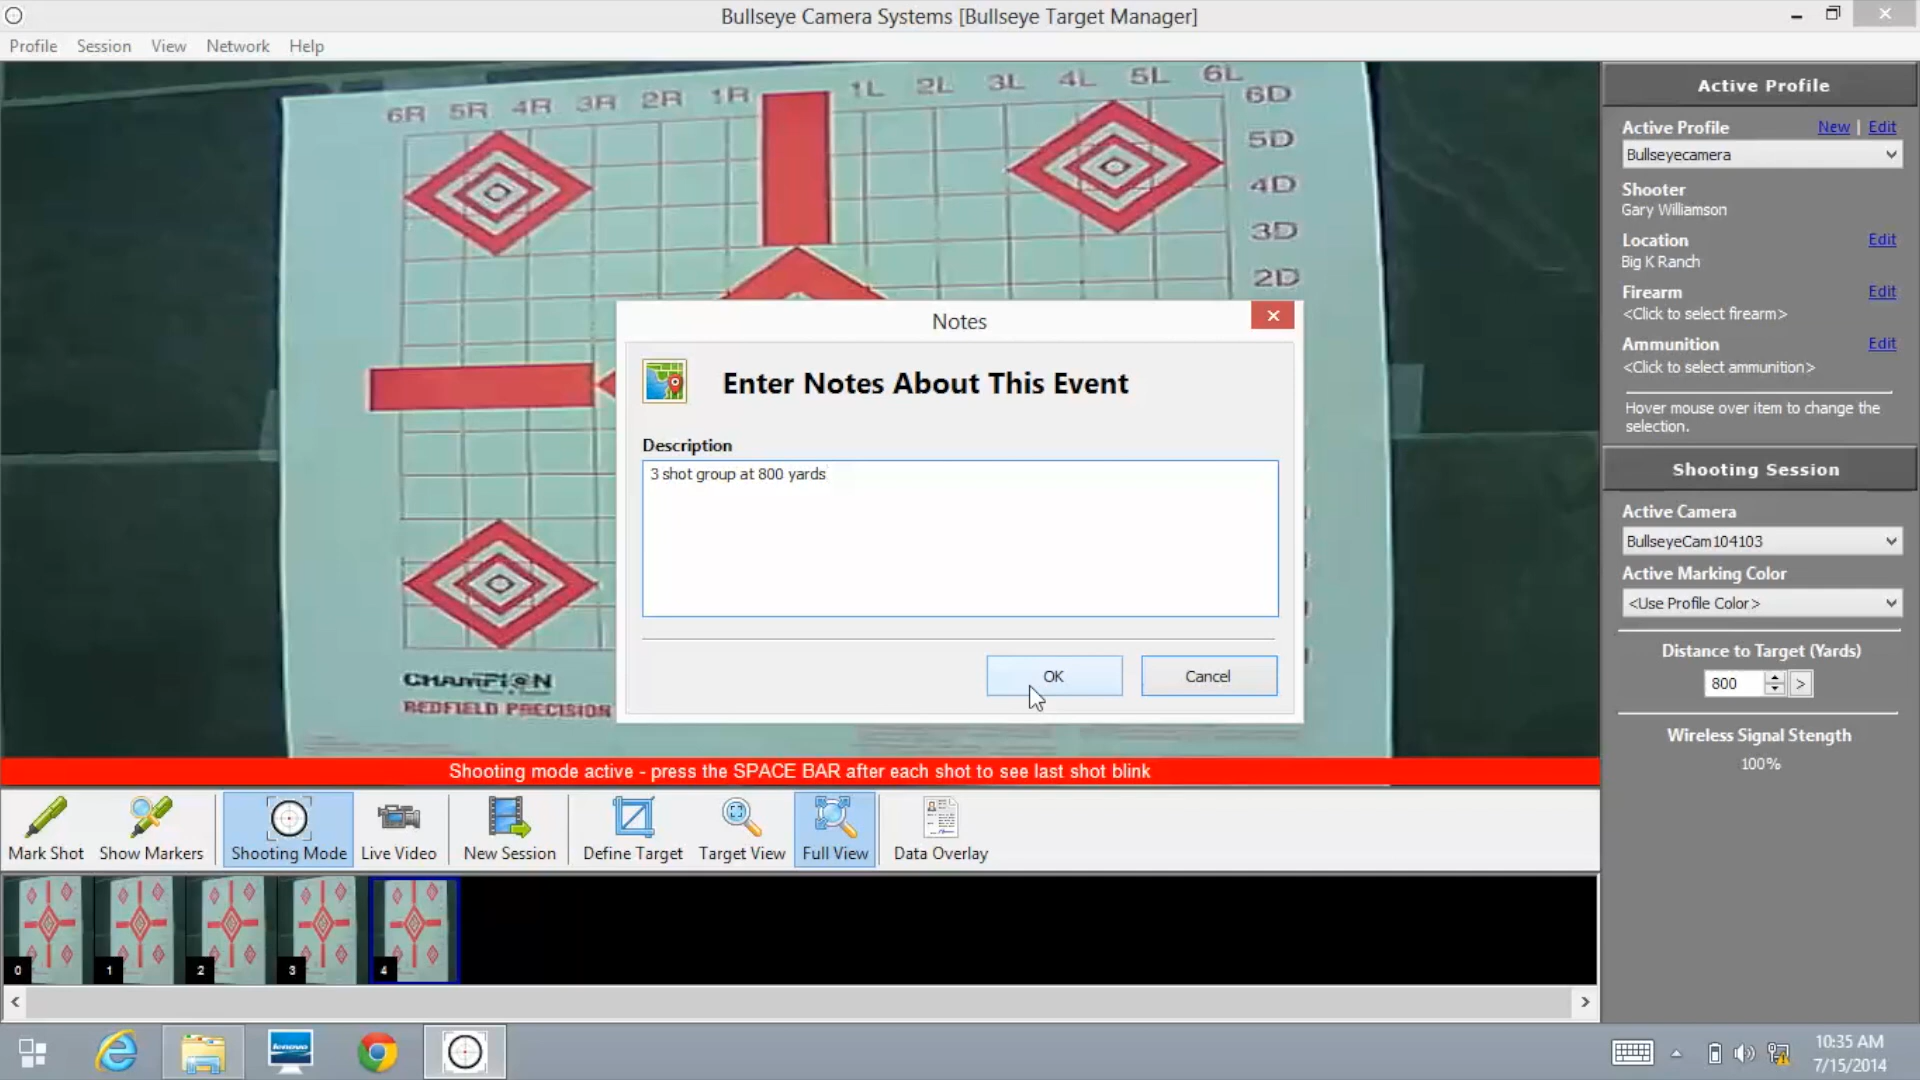 Bullseye Camera Systems [Bullseye Target Manager]
Profile Session View Network Help
6R 5R 4R 3R 2R 1R 1L 2L 3L 4L 5L 6L
6D
5D
4D
3D
2D
CHAMPION
REDFIELD PRECISION
Notes
Enter Notes About This Event
Description
3 shot group at 800 yards
OK Cancel
Shooting mode active - press the SPACE BAR after each shot to see last shot blink
Mark Shot Show Markers Shooting Mode Live Video New Session Define Target Target View Full View Data Overlay
0 1 2 3 4
Active Profile
Active Profile New | Edit
Bullseyecamera
Shooter
Gary Williamson
Location Edit
Big K Ranch
Firearm Edit
<Click to select firearm>
Ammunition Edit
<Click to select ammunition>
Hover mouse over item to change the
selection.
Shooting Session
Active Camera
BullseyeCam104103
Active Marking Color
<Use Profile Color>
Distance to Target (Yards)
800 >
Wireless Signal Stength
100%
lenovo
10:35 AM
7/15/2014